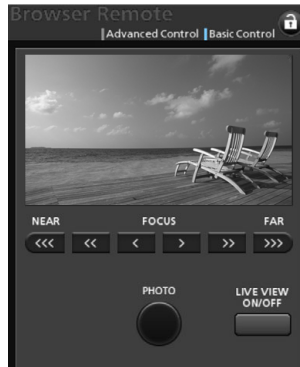 Browser Remote
Advanced Control Basic Control
NEAR FOCUS FAR
<<< << < > >> >>>
PHOTO LIVE VIEW
ON/OFF